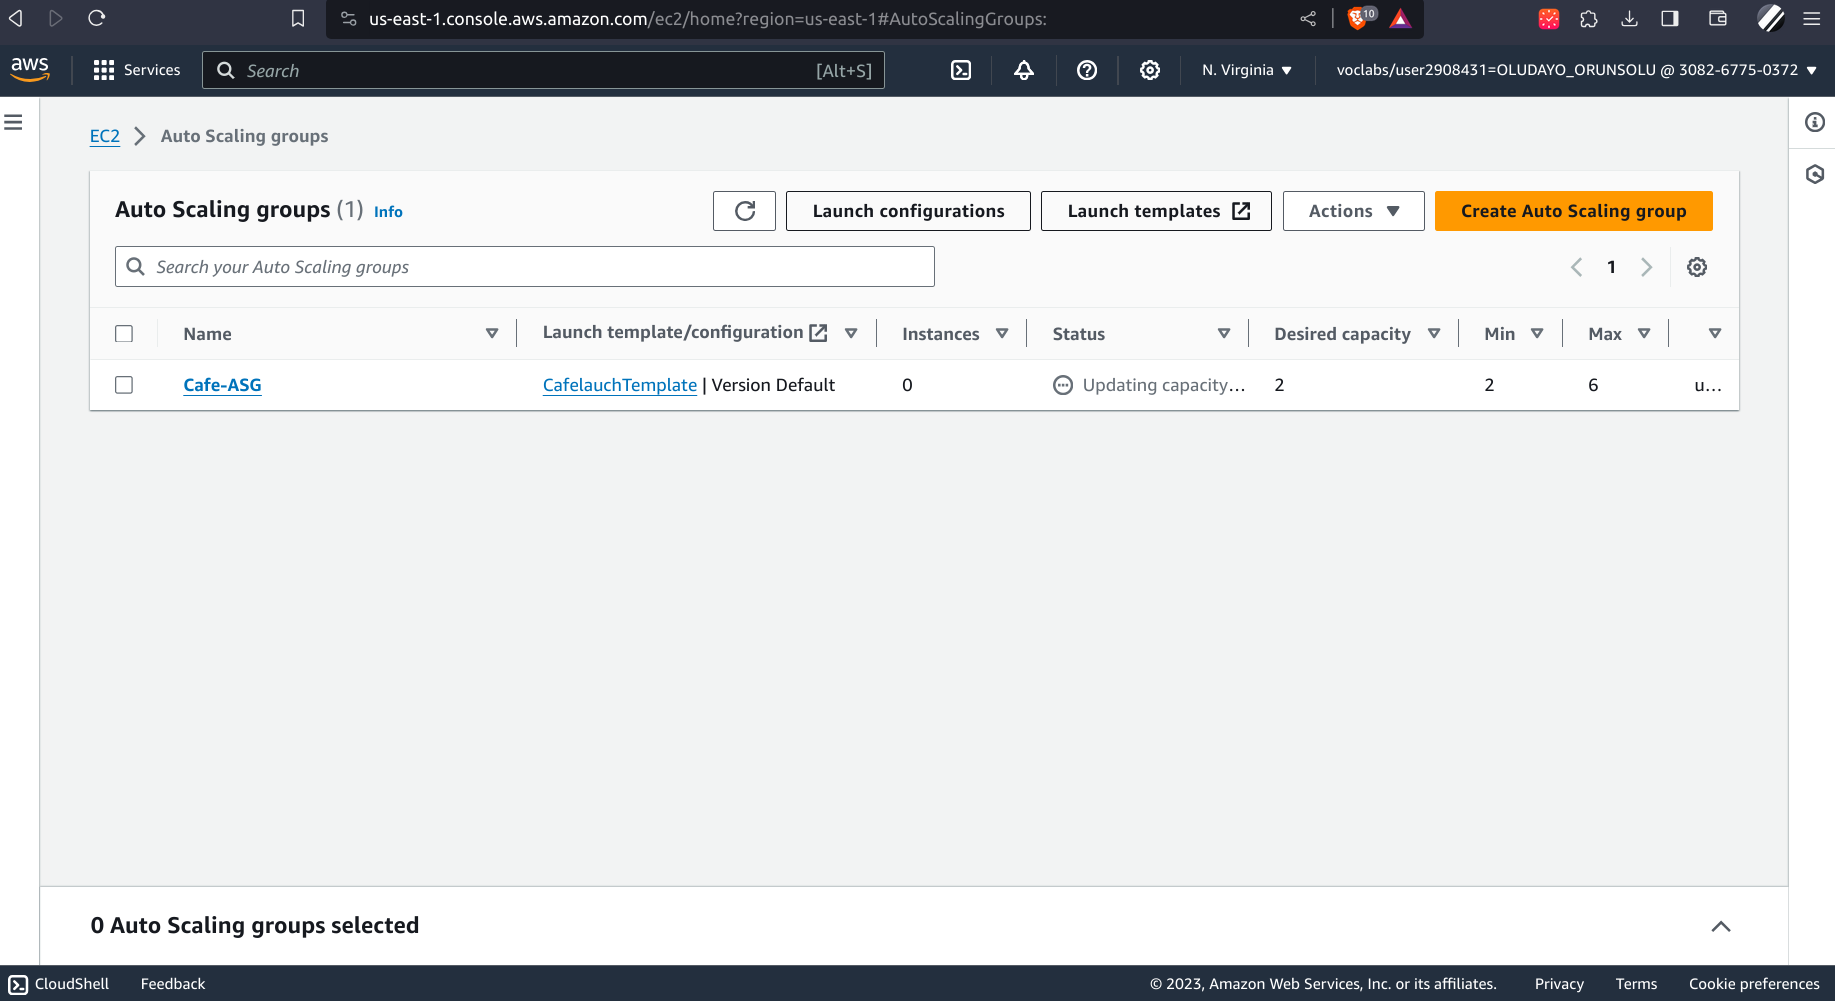 us-east-1.console.aws.amazon.com/ec2/home?region=us-east-1#AutoScalingGroups:
10
aws
Services
Search
[Alt+S]
N. Virginia
voclabs/user2908431=OLUDAYO_ORUNSOLU @ 3082-6775-0372
EC2
Auto Scaling groups
Auto Scaling groups (1) Info
Launch configurations
Launch templates
Actions
Create Auto Scaling group
Search your Auto Scaling groups
1
Name
Launch template/configuration
Instances
Status
Desired capacity
Min
Max
Cafe-ASG
CafelauchTemplate | Version Default
0
Updating capacity...
2
2
6
u...
0 Auto Scaling groups selected
CloudShell
Feedback
© 2023, Amazon Web Services, Inc. or its affiliates.
Privacy
Terms
Cookie preferences